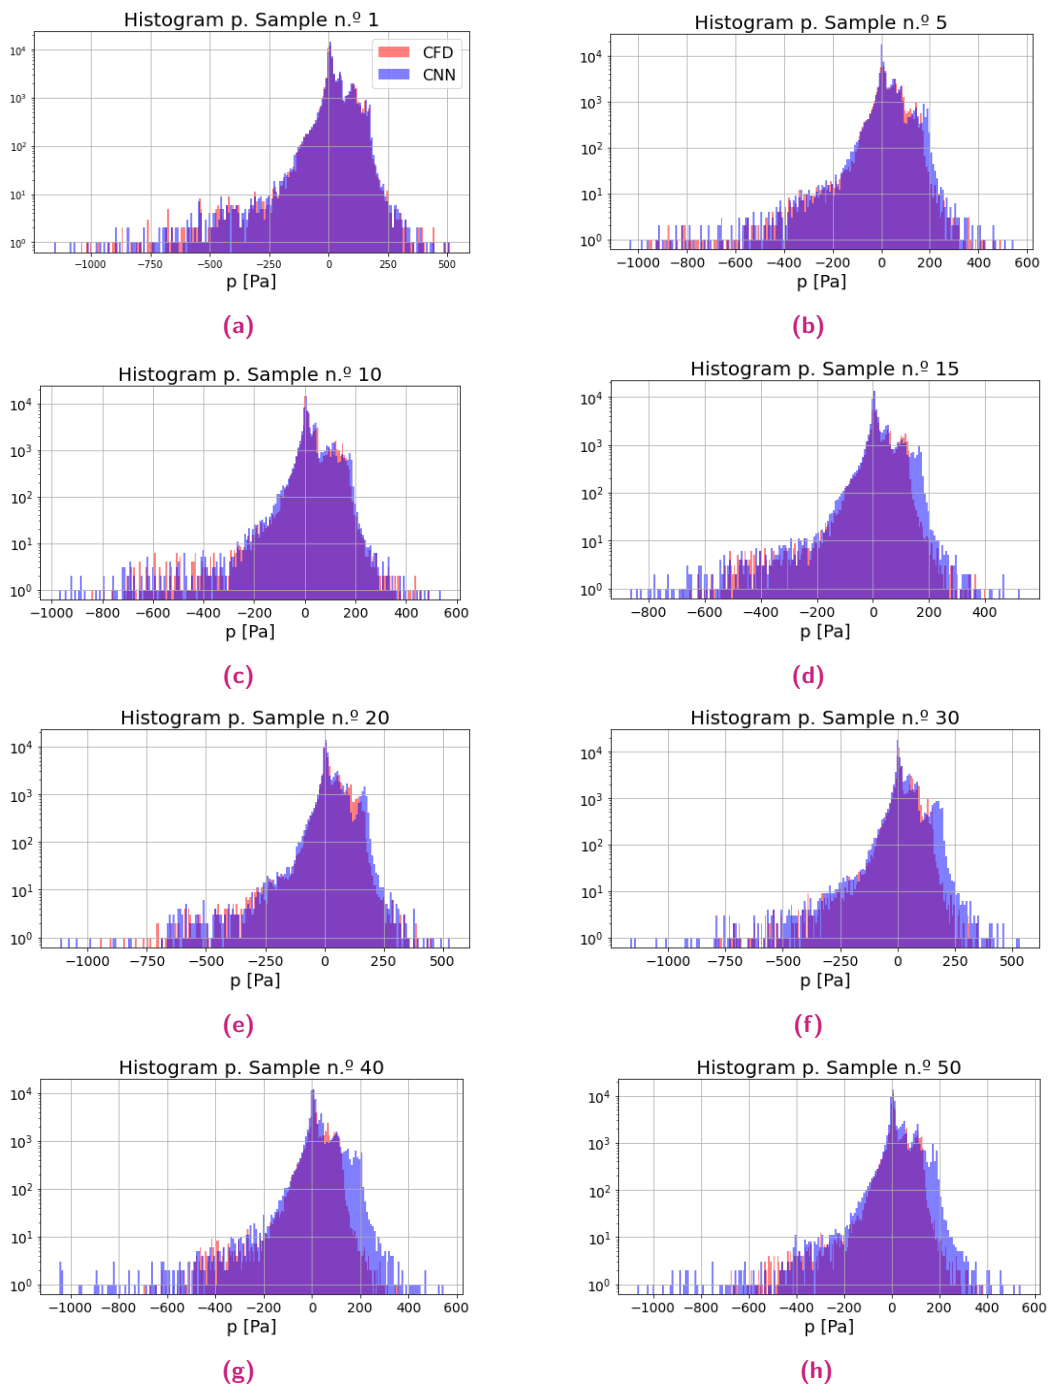 Histogram p. Sample n.º 1
10⁴
10³
10²
10¹
10⁰
CFD
CNN
−1000 −750 −500 −250 0 250 500
p [Pa]
(a)
Histogram p. Sample n.º 5
10⁴
10³
10²
10¹
10⁰
−1000 −800 −600 −400 −200 0 200 400 600
p [Pa]
(b)
Histogram p. Sample n.º 10
10⁴
10³
10²
10¹
10⁰
−1000 −800 −600 −400 −200 0 200 400 600
p [Pa]
(c)
Histogram p. Sample n.º 15
10⁴
10³
10²
10¹
10⁰
−800 −600 −400 −200 0 200 400
p [Pa]
(d)
Histogram p. Sample n.º 20
10⁴
10³
10²
10¹
10⁰
−1000 −750 −500 −250 0 250 500
p [Pa]
(e)
Histogram p. Sample n.º 30
10⁴
10³
10²
10¹
10⁰
−1000 −750 −500 −250 0 250 500
p [Pa]
(f)
Histogram p. Sample n.º 40
10⁴
10³
10²
10¹
10⁰
−1000 −800 −600 −400 −200 0 200 400 600
p [Pa]
(g)
Histogram p. Sample n.º 50
10⁴
10³
10²
10¹
10⁰
−1000 −800 −600 −400 −200 0 200 400 600
p [Pa]
(h)